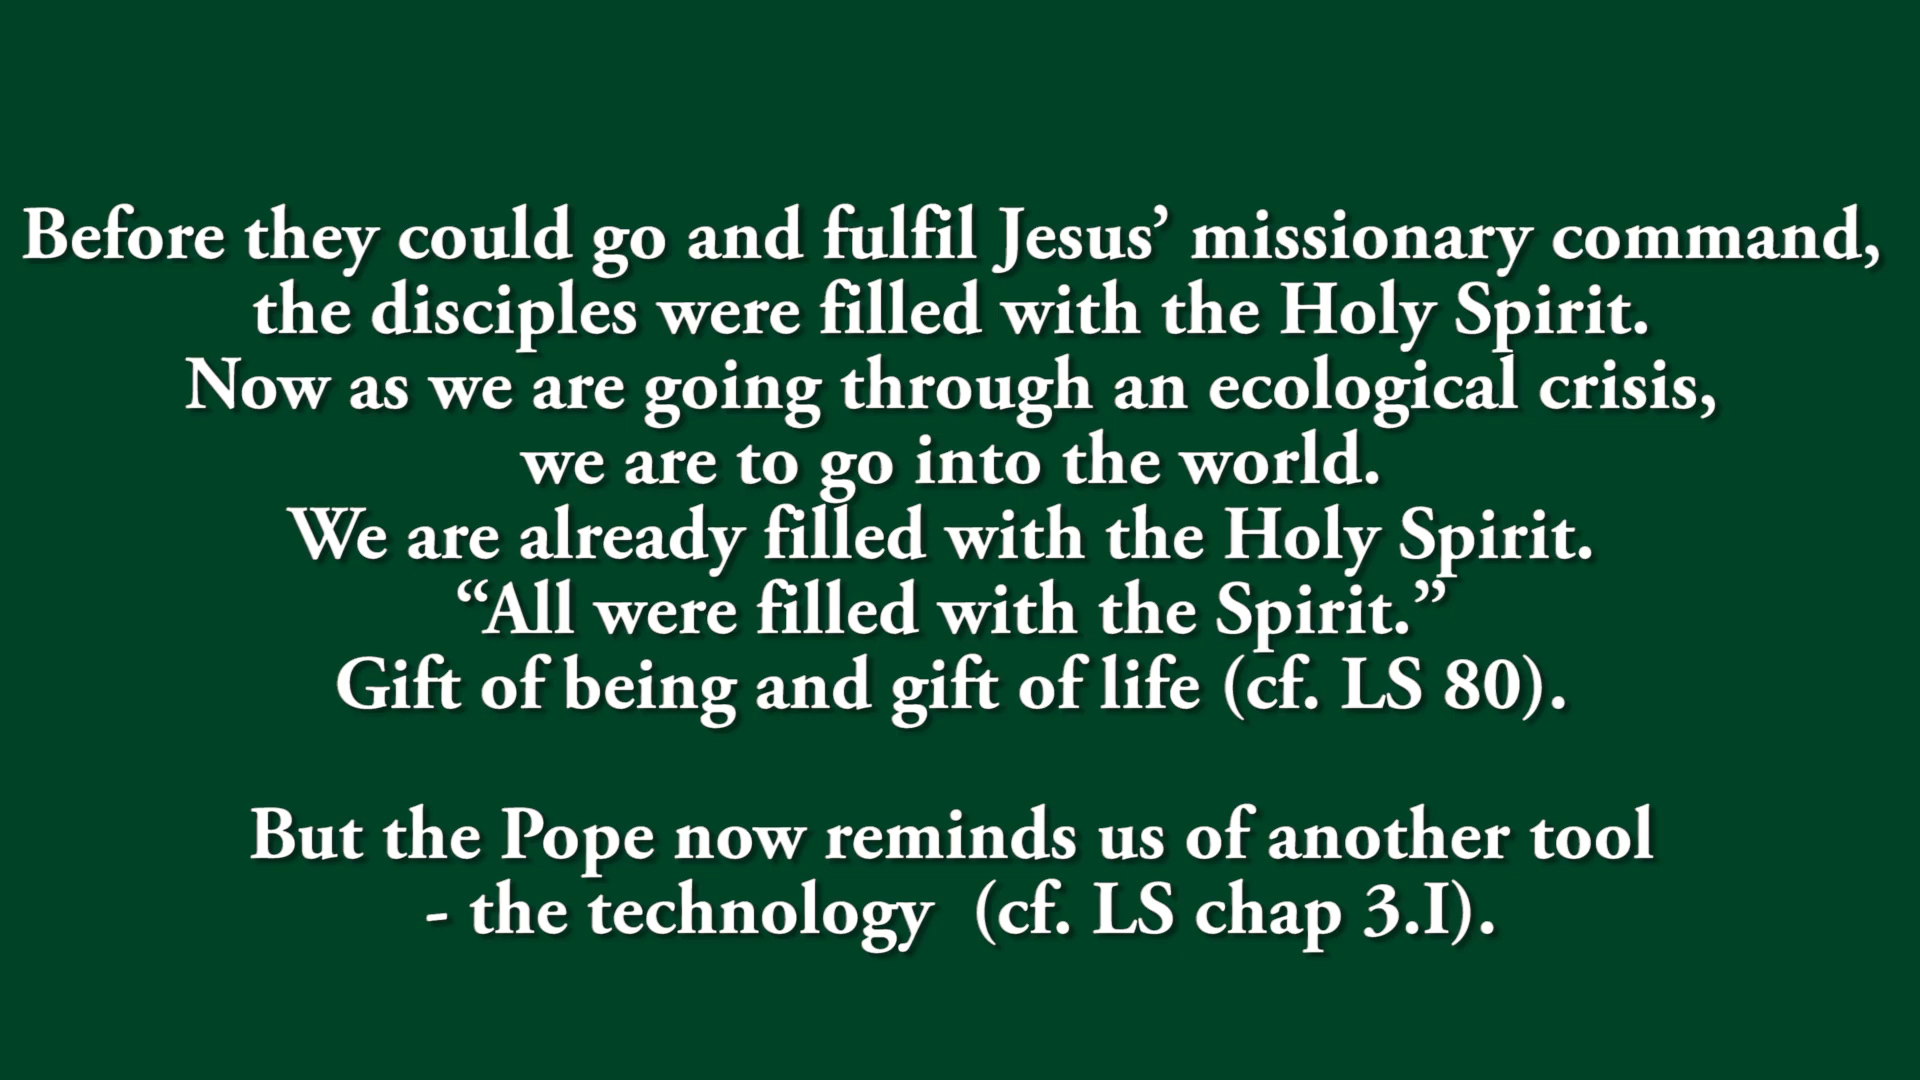 Before they could go and fulfil Jesus’ missionary command,
the disciples were filled with the Holy Spirit.
Now as we are going through an ecological crisis,
we are to go into the world.
We are already filled with the Holy Spirit.
“All were filled with the Spirit.”
Gift of being and gift of life (cf. LS 80).
But the Pope now reminds us of another tool
- the technology  (cf. LS chap 3.I).